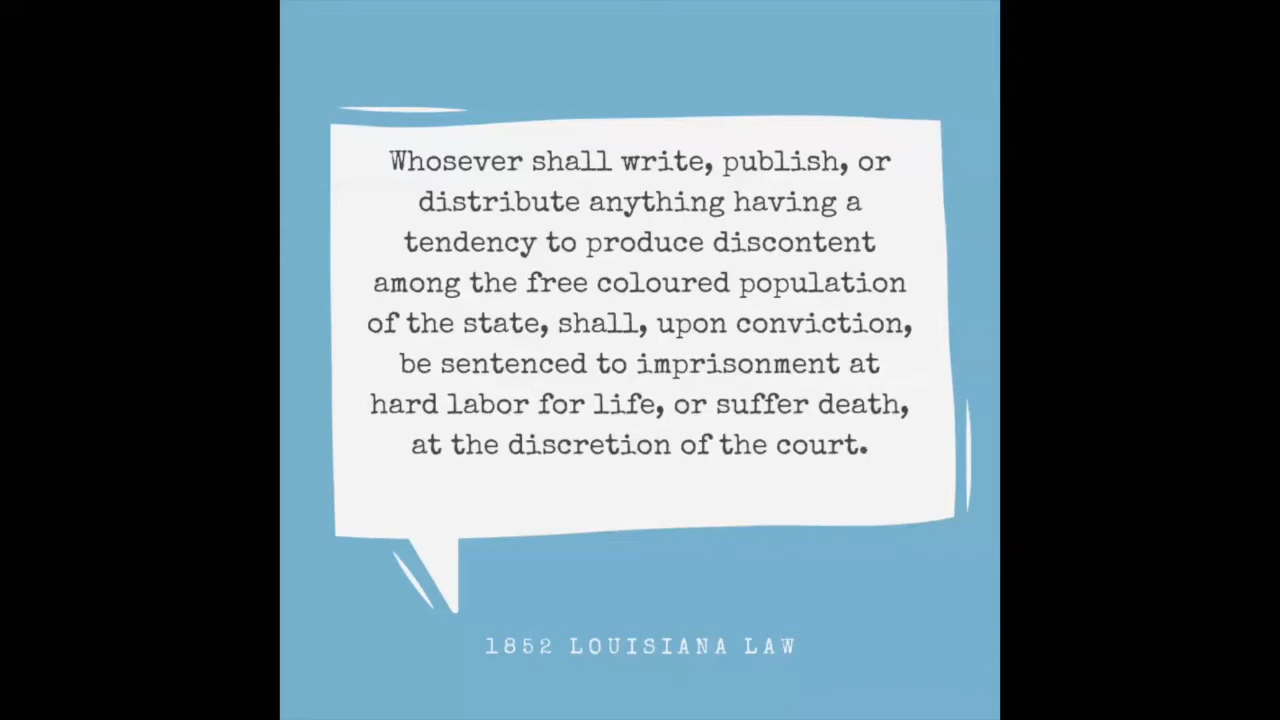 Whosever shall write, publish, or
distribute anything having a
tendency to produce discontent
among the free coloured population
of the state, shall, upon conviction,
be sentenced to imprisonment at
hard labor for life, or suffer death,
at the discretion of the court.
1852 LOUISIANA LAW